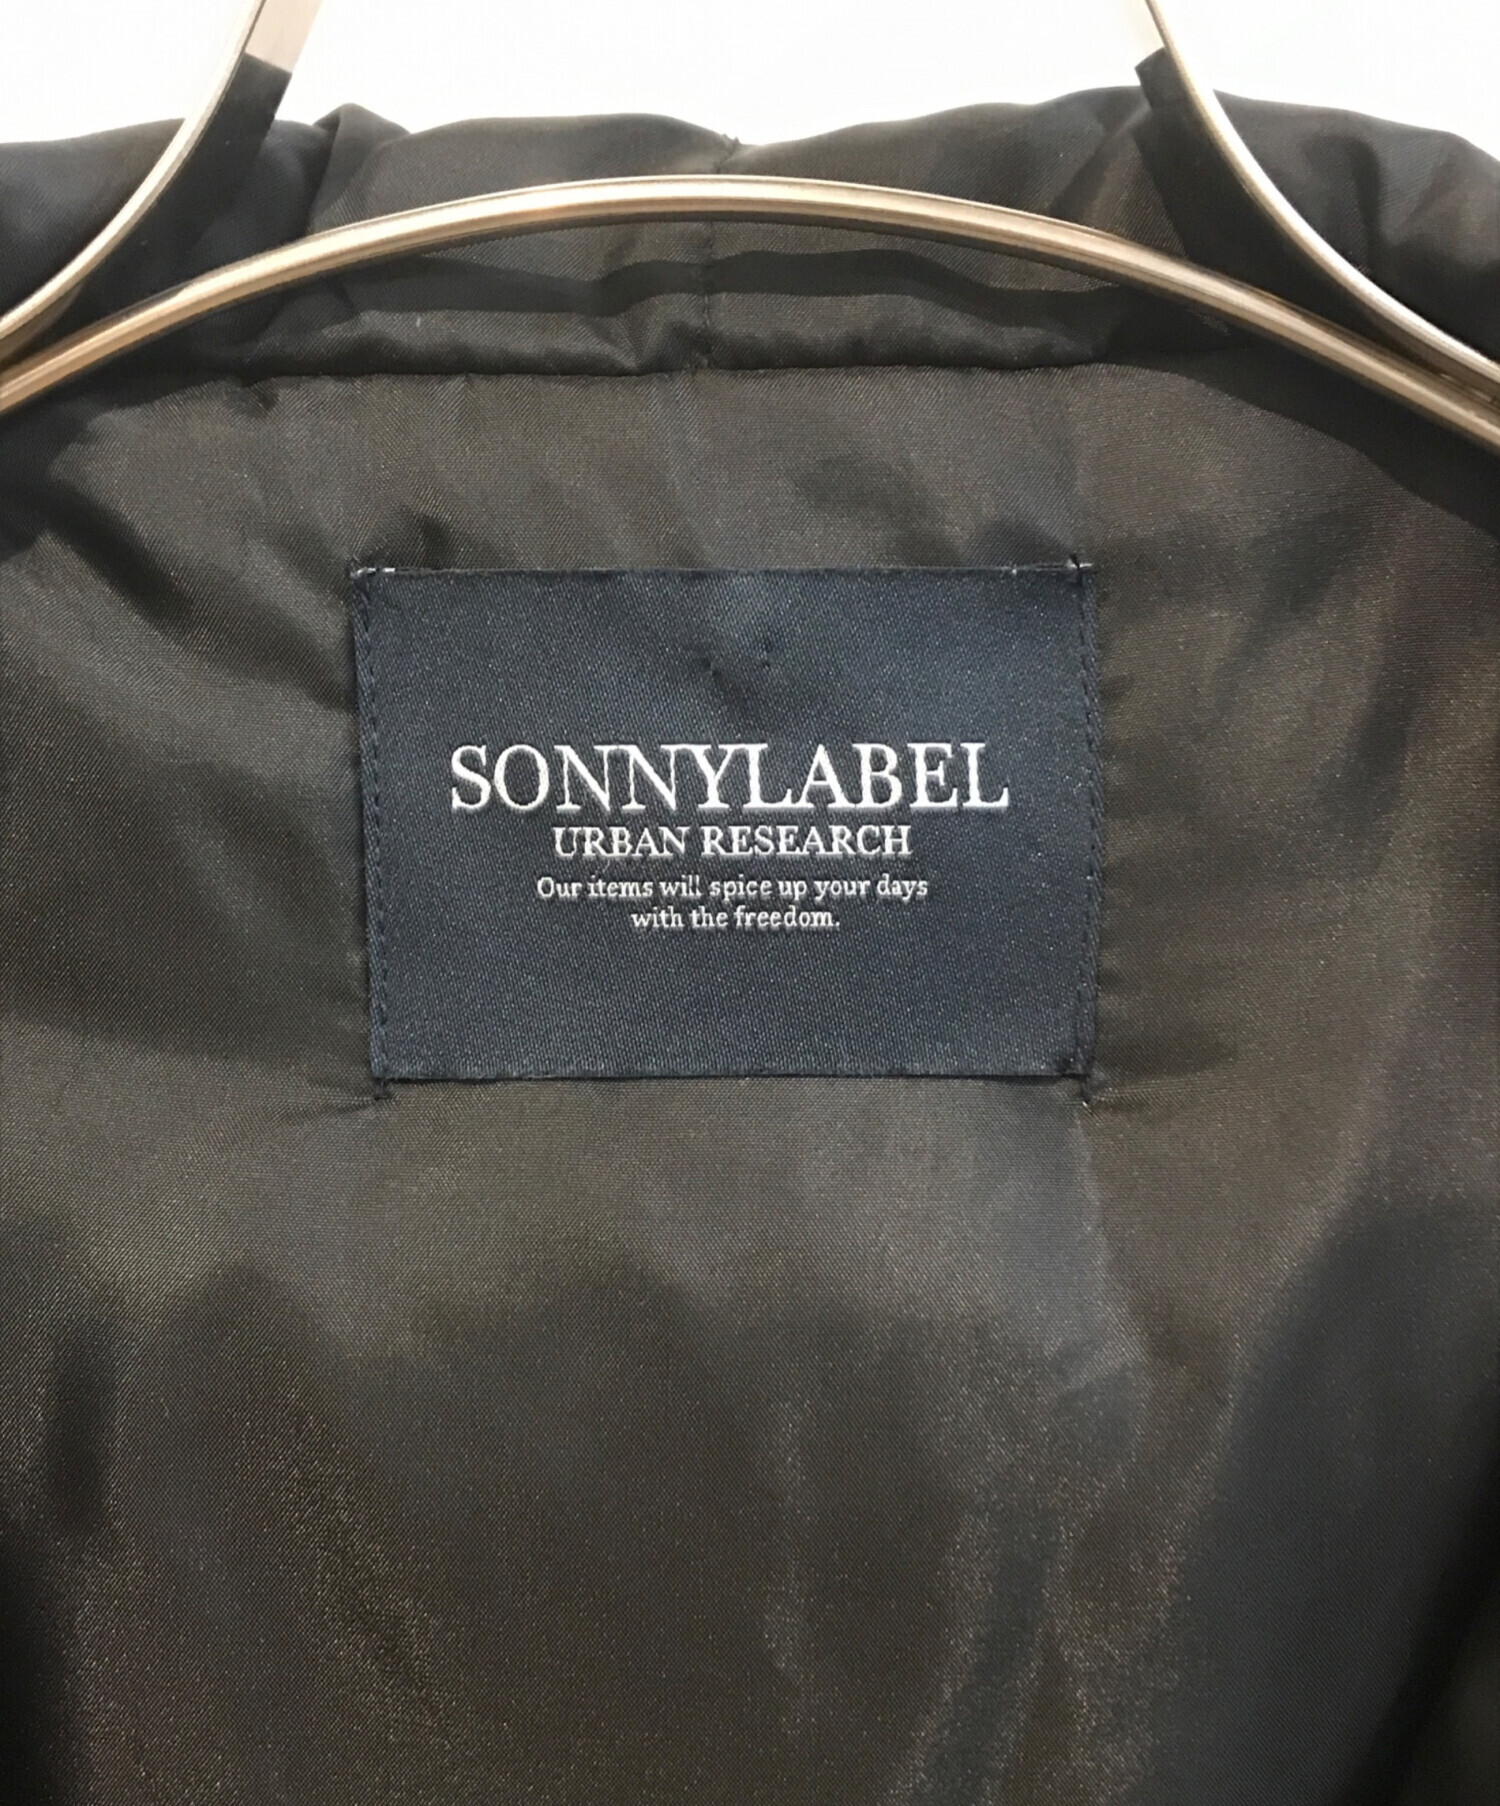 SONNYLABEL
URBAN RESEARCH
Our items will spice up your days
with the freedom.